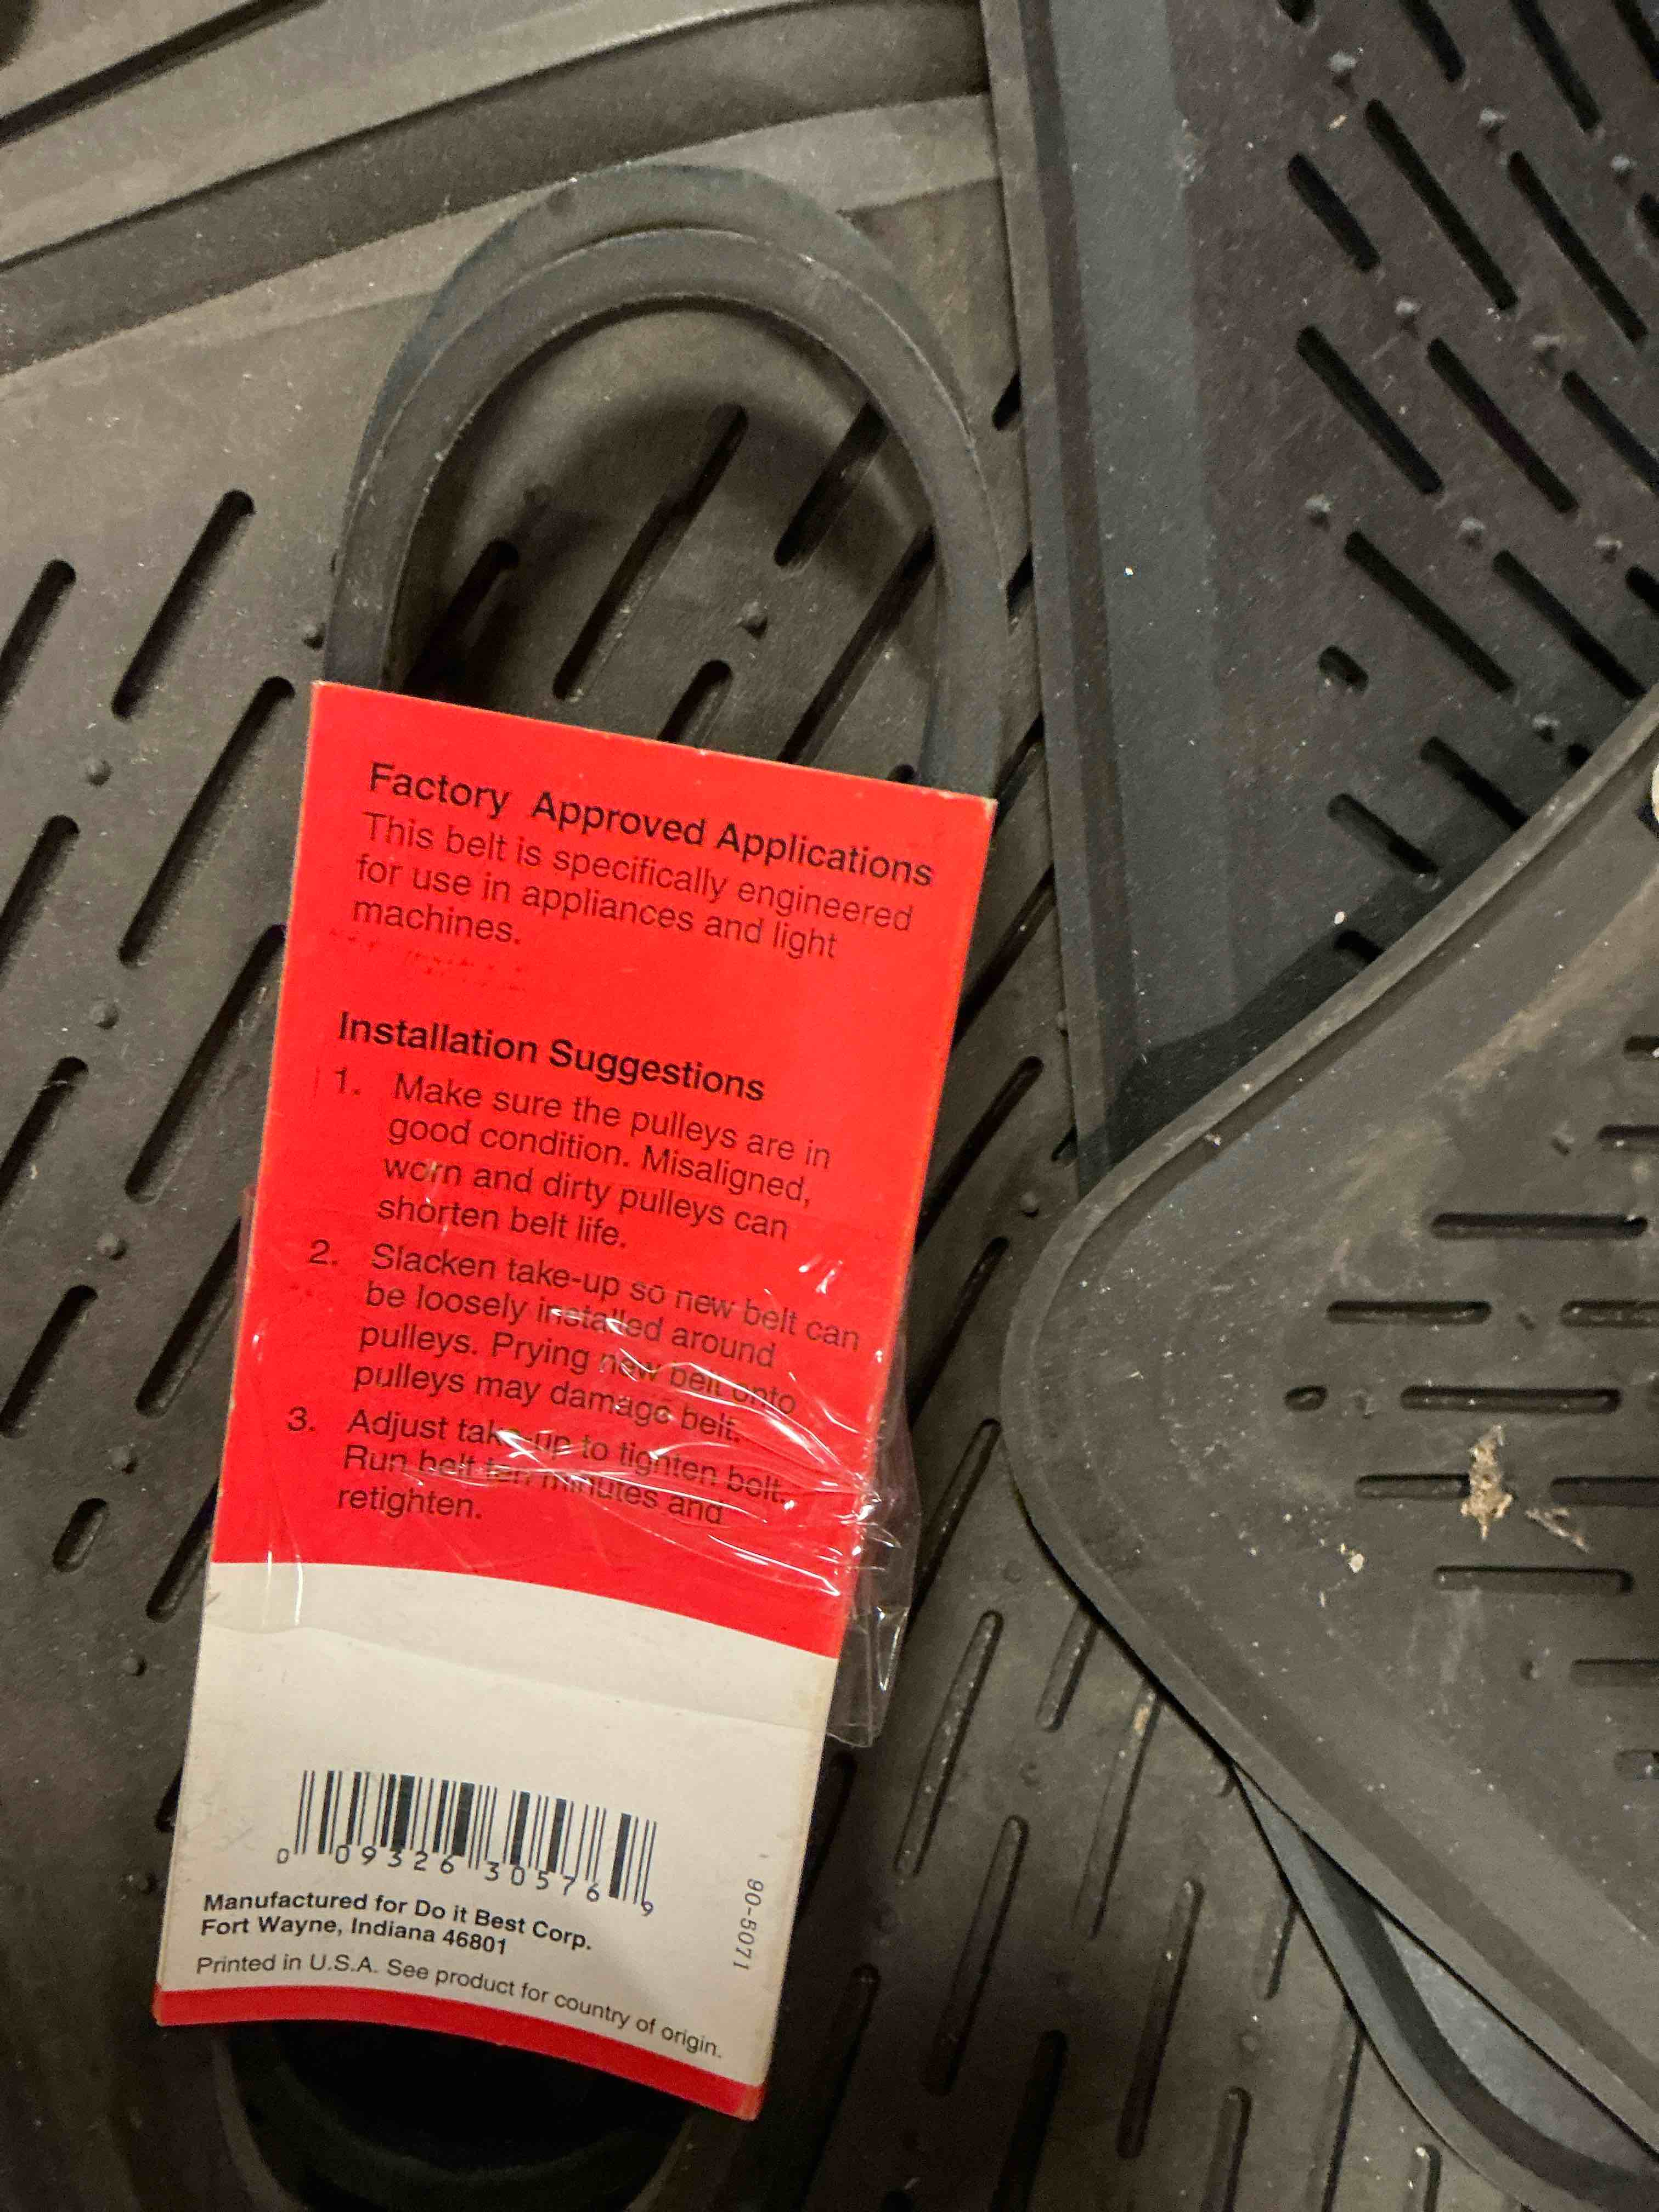 Factory Approved Applications
This belt is specifically engineered
for use in appliances and light
machines.
Installation Suggestions
1. Make sure the pulleys are in
good condition. Misaligned,
worn and dirty pulleys can
shorten belt life.
2. Slacken take-up so new belt can
be loosely installed around
pulleys. Prying new belt onto
pulleys may damage belt.
3. Adjust take-up to tighten belt.
Run belt ten minutes and
retighten.
0 09326 30576 9
90-5071
Manufactured for Do it Best Corp.
Fort Wayne, Indiana 46801
Printed in U.S.A. See product for country of origin.